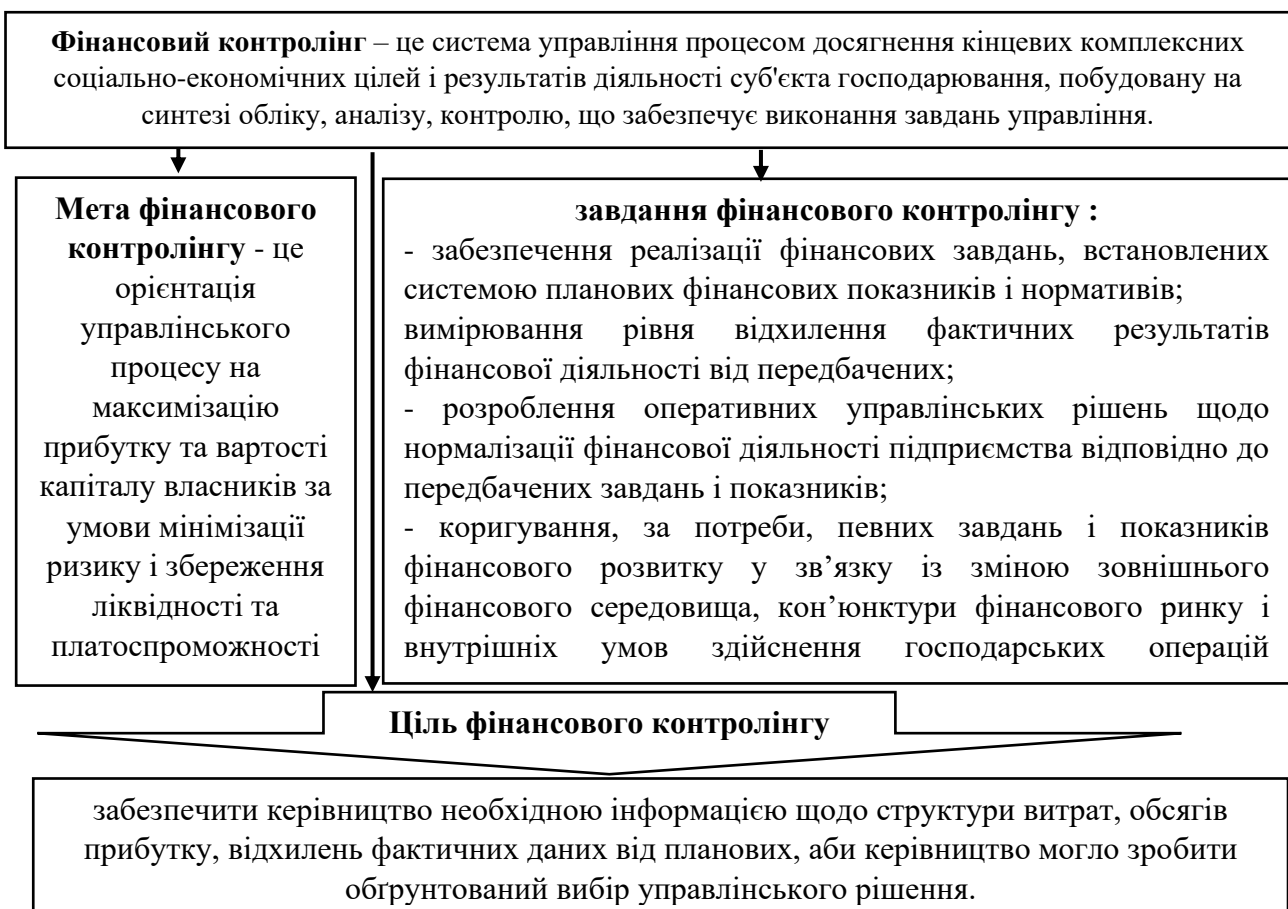 Фінансовий контролінг – це система управління процесом досягнення кінцевих комплексних
соціально-економічних цілей і результатів діяльності суб'єкта господарювання, побудовану на
синтезі обліку, аналізу, контролю, що забезпечує виконання завдань управління.
Мета фінансового
контролінгу - це
орієнтація
управлінського
процесу на
максимізацію
прибутку та вартості
капіталу власників за
умови мінімізації
ризику і збереження
ліквідності та
платоспроможності
завдання фінансового контролінгу :
- забезпечення реалізації фінансових завдань, встановлених
системою планових фінансових показників і нормативів;
вимірювання рівня відхилення фактичних результатів
фінансової діяльності від передбачених;
- розроблення оперативних управлінських рішень щодо
нормалізації фінансової діяльності підприємства відповідно до
передбачених завдань і показників;
- коригування, за потреби, певних завдань і показників
фінансового розвитку у зв’язку із зміною зовнішнього
фінансового середовища, кон’юнктури фінансового ринку і
внутрішніх умов здійснення господарських операцій
Ціль фінансового контролінгу
забезпечити керівництво необхідною інформацією щодо структури витрат, обсягів
прибутку, відхилень фактичних даних від планових, аби керівництво могло зробити
обґрунтований вибір управлінського рішення.